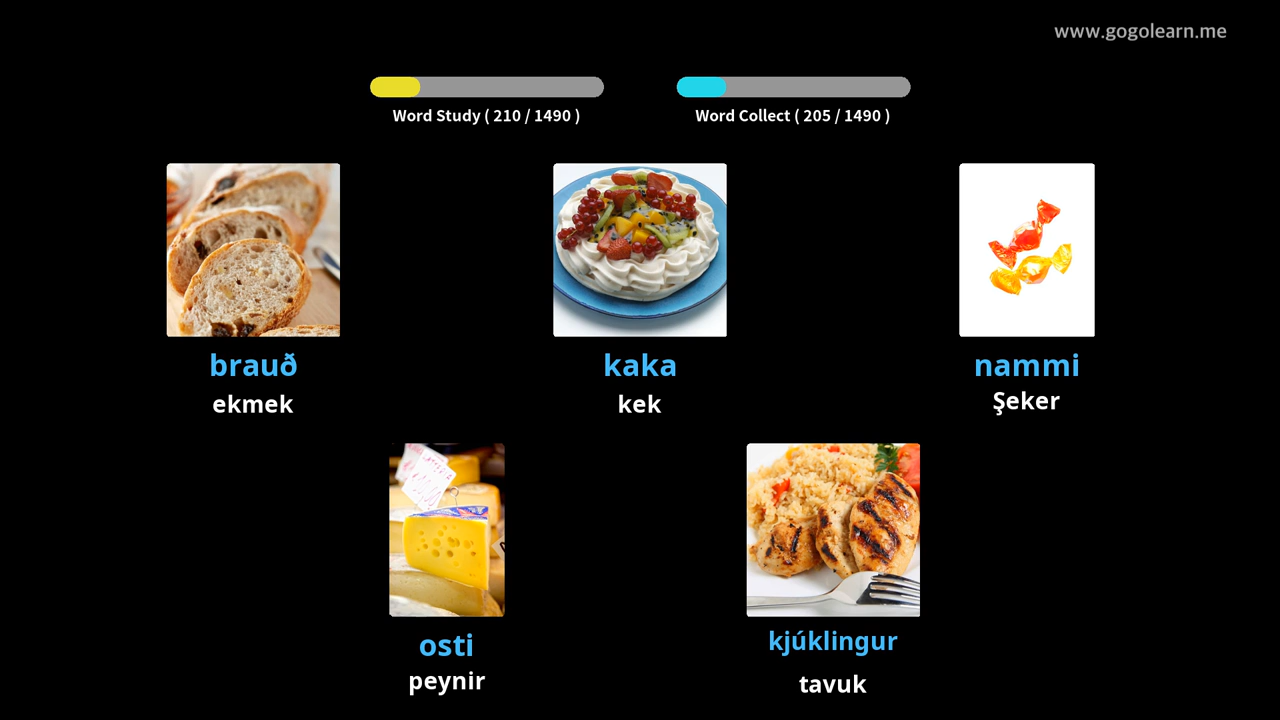 www.gogolearn.me
Word Study ( 210 / 1490 )
Word Collect ( 205 / 1490 )
brauð
ekmek
kaka
kek
nammi
Şeker
osti
peynir
kjúklingur
tavuk